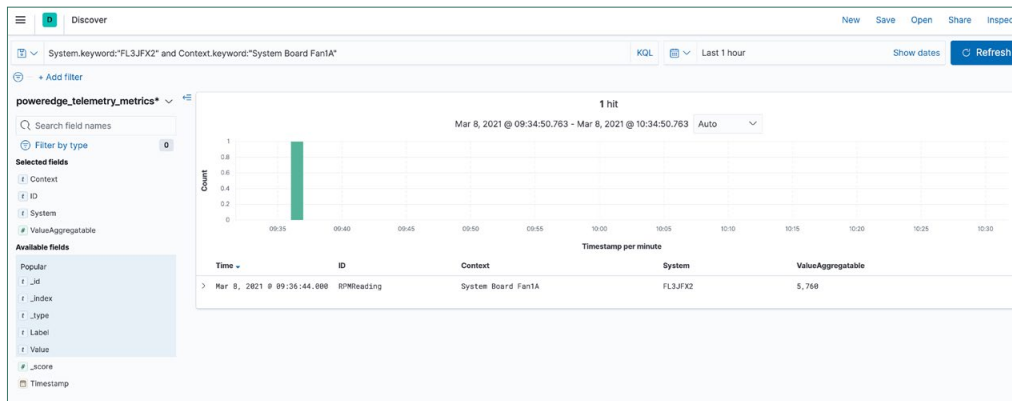 D Discover New Save Open Share Inspec
System.keyword:"FL3JFX2" and Context.keyword:"System Board Fan1A" KQL Last 1 hour Show dates Refresh
+ Add filter
poweredge_telemetry_metrics*
Search field names
Filter by type 0
Selected fields
t Context
t ID
t System
# ValueAggregatable
Available fields
Popular
t _id
t _index
t _type
t Label
t Value
# _score
Timestamp
1 hit
Mar 8, 2021 @ 09:34:50.763 - Mar 8, 2021 @ 10:34:50.763 Auto
Count
1
0.8
0.6
0.4
0.2
0
09:35 09:40 09:45 09:50 09:55 10:00 10:05 10:10 10:15 10:20 10:25 10:30
Timestamp per minute
Time ID Context System ValueAggregatable
> Mar 8, 2021 @ 09:36:44.000 RPMReading System Board Fan1A FL3JFX2 5,760